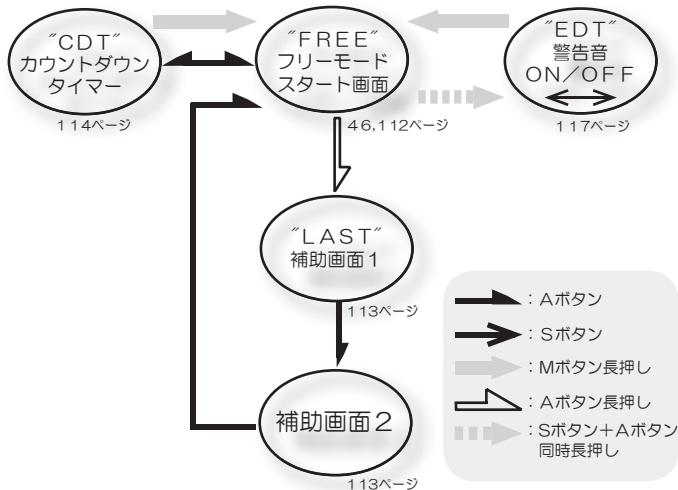 "CDT"
カウントダウン
タイマー
114ページ
"FREE"
フリーモード
スタート画面
46,112ページ
"EDT"
警告音
ON／OFF
117ページ
"LAST"
補助画面1
113ページ
補助画面2
113ページ
：Aボタン
：Sボタン
：Mボタン長押し
：Aボタン長押し
：Sボタン＋Aボタン
同時長押し